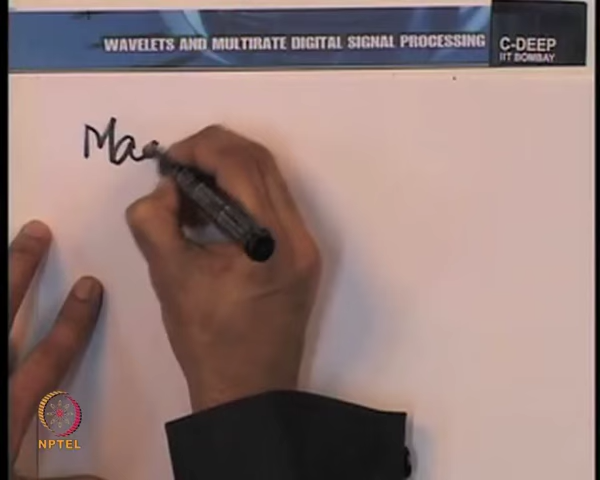 WAVELETS AND MULTIRATE DIGITAL SIGNAL PROCESSING
C-DEEP
IIT BOMBAY
Ma
NPTEL